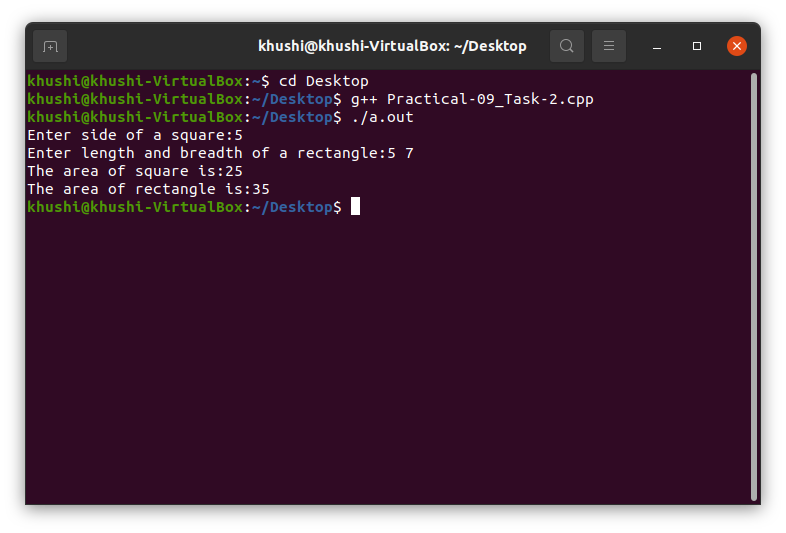 khushi@khushi-VirtualBox: ~/Desktop
khushi@khushi-VirtualBox:~$ cd Desktop
khushi@khushi-VirtualBox:~/Desktop$ g++ Practical-09_Task-2.cpp
khushi@khushi-VirtualBox:~/Desktop$ ./a.out
Enter side of a square:5
Enter length and breadth of a rectangle:5 7
The area of square is:25
The area of rectangle is:35
khushi@khushi-VirtualBox:~/Desktop$